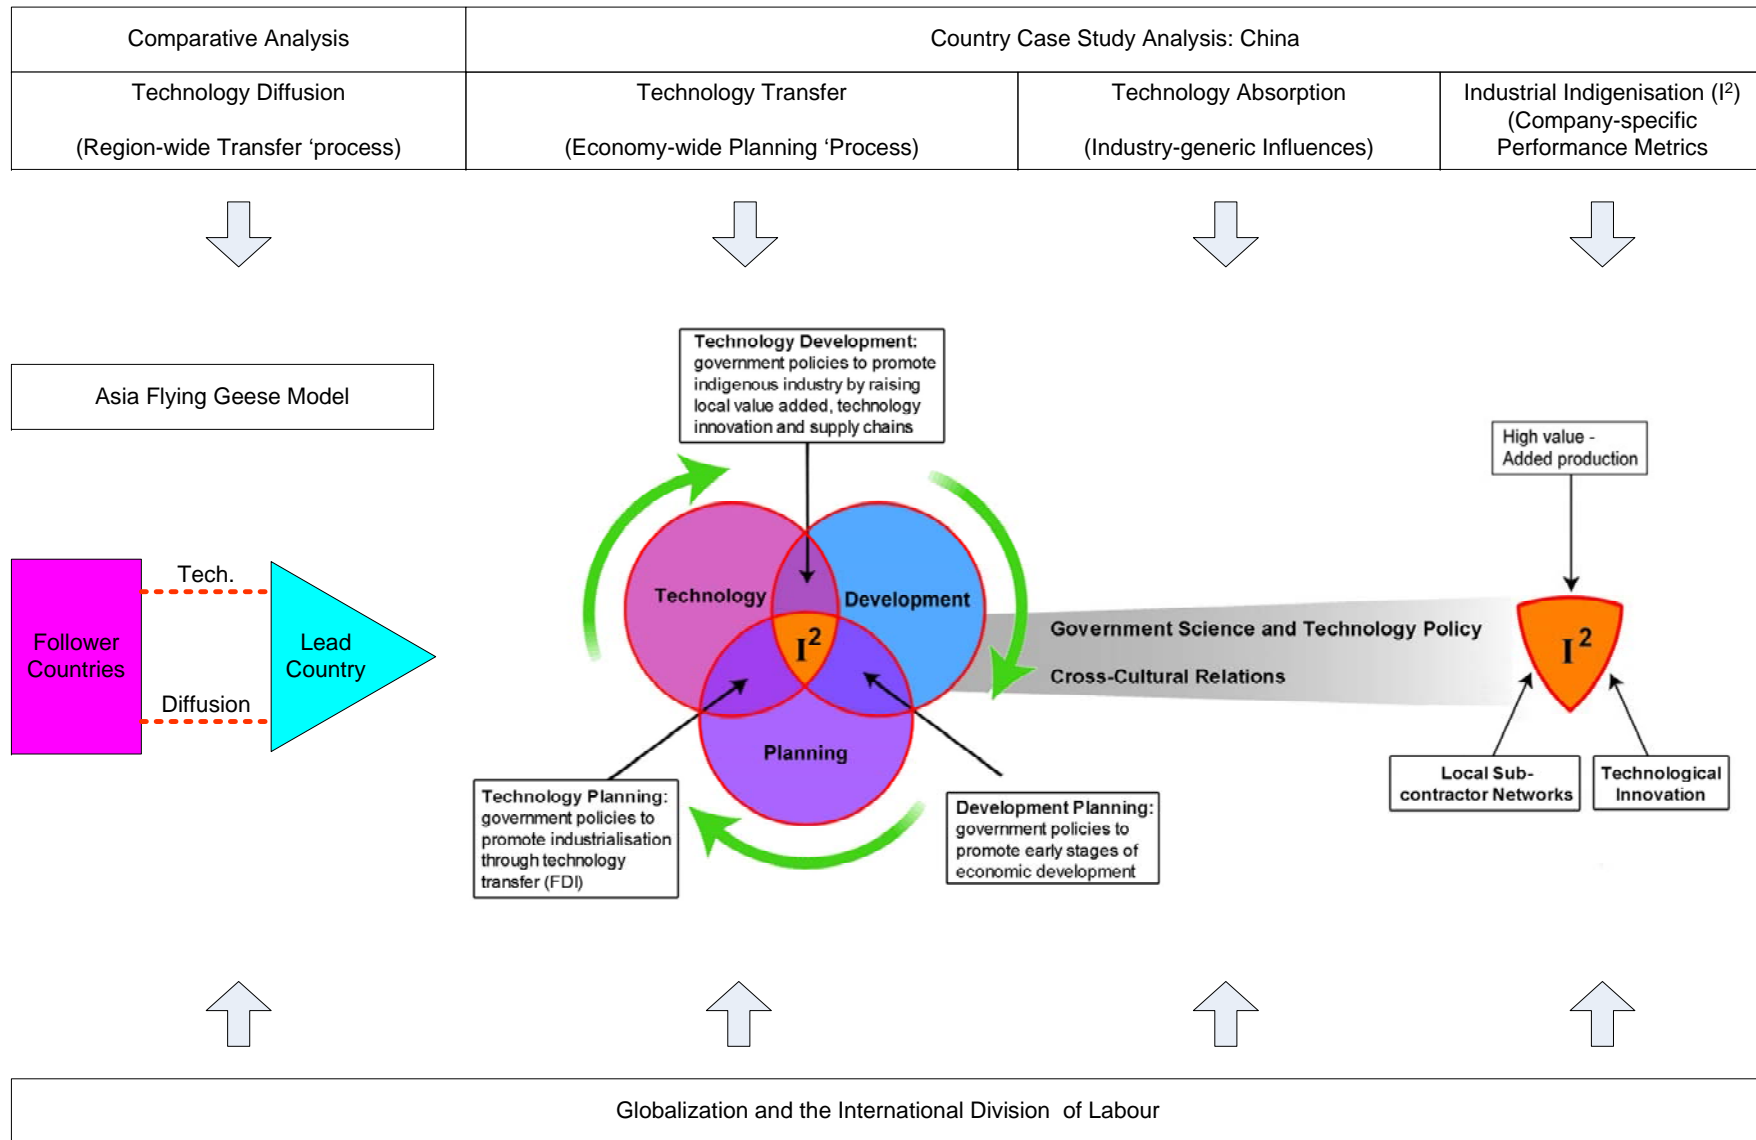 Comparative Analysis
Country Case Study Analysis: China
Technology Diffusion
(Region-wide Transfer ‘process)
Technology Transfer
(Economy-wide Planning ‘Process)
Technology Absorption
(Industry-generic Influences)
Industrial Indigenisation (I²)
(Company-specific
Performance Metrics
Asia Flying Geese Model
Tech.
Follower
Countries
Lead
Country
Diffusion
Technology Development:
government policies to promote
indigenous industry by raising
local value added, technology
innovation and supply chains
Technology
Development
I²
Planning
Technology Planning:
government policies to
promote industrialisation
through technology
transfer (FDI)
Development Planning:
government policies to
promote early stages of
economic development
Government Science and Technology Policy
Cross-Cultural Relations
High value -
Added production
I²
Local Sub-
contractor Networks
Technological
Innovation
Globalization and the International Division  of Labour